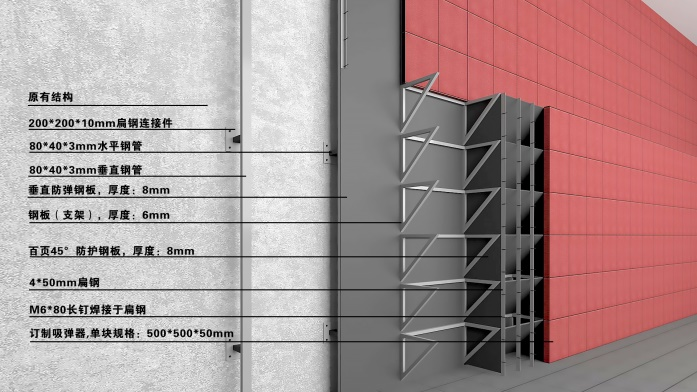 原有结构
200*200*10mm扁钢连接件
80*40*3mm水平钢管
80*40*3mm垂直钢管
垂直防弹钢板，厚度：8mm
钢板（支架），厚度：6mm
百页45° 防护钢板，厚度：8mm
4*50mm扁钢
M6*80长钉焊接于扁钢
订制吸弹器,单块规格：500*500*50mm